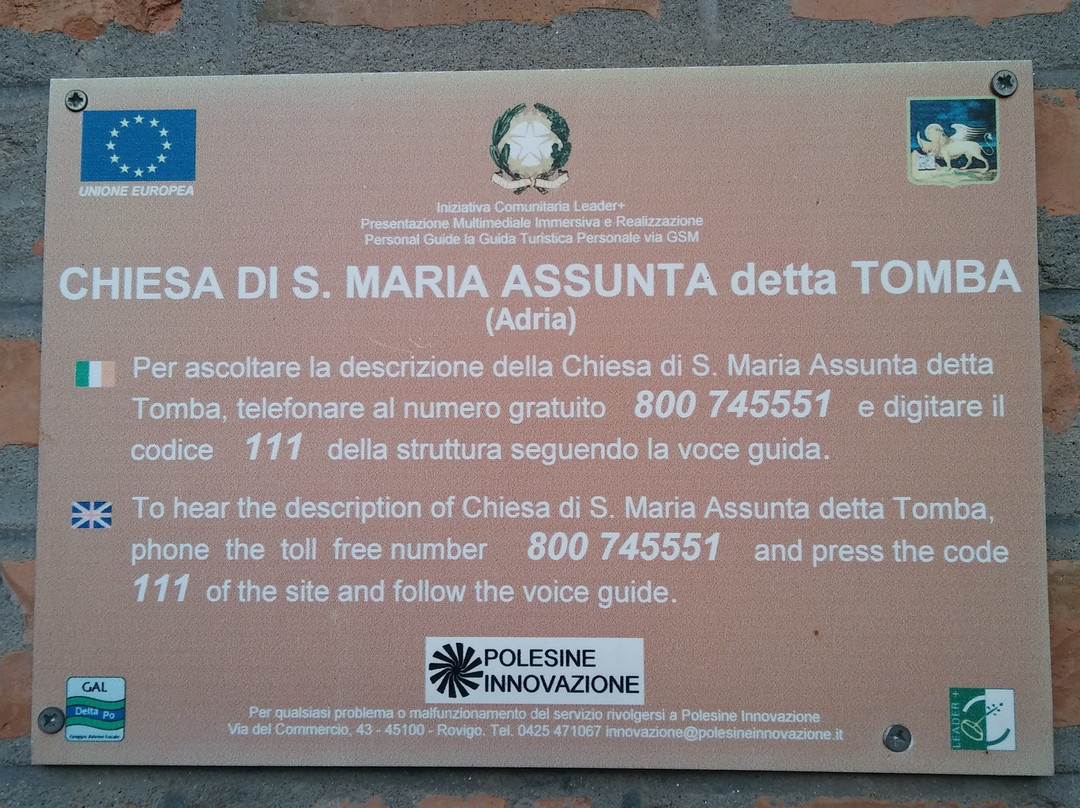 UNIONE EUROPEA
Iniziativa Comunitaria Leader+
Presentazione Multimediale Immersiva e Realizzazione
Personal Guide la Guida Turistica Personale via GSM
CHIESA DI S. MARIA ASSUNTA detta TOMBA
(Adria)
Per ascoltare la descrizione della Chiesa di S. Maria Assunta detta
Tomba, telefonare al numero gratuito 800 745551 e digitare il
codice 111 della struttura seguendo la voce guida.
To hear the description of Chiesa di S. Maria Assunta detta Tomba,
phone the toll free number 800 745551 and press the code
111 of the site and follow the voice guide.
POLESINE
INNOVAZIONE
GAL
Delta Po
Gruppo Azione Locale
Per qualsiasi problema o malfunzionamento del servizio rivolgersi a Polesine Innovazione
Via del Commercio, 43 - 45100 - Rovigo. Tel. 0425 471067 innovazione@polesineinnovazione.it
LEADER +